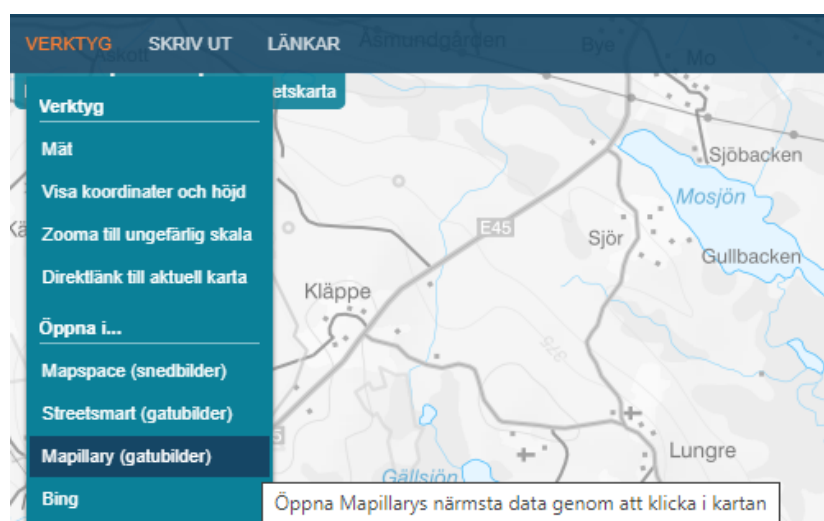 VERKTYG SKRIV UT LÄNKAR
Åsmundgården
Bye
Mo
etskarta
Verktyg
Mät
Visa koordinater och höjd
Zooma till ungefärlig skala
Direktlänk till aktuell karta
Öppna i...
Mapspace (snedbilder)
Streetsmart (gatubilder)
Mapillary (gatubilder)
Bing
Öppna Mapillarys närmsta data genom att klicka i kartan
Sjöbacken
Mosjön
E45
Sjör
Gullbacken
Kläppe
375
Lungre
Gällsjön